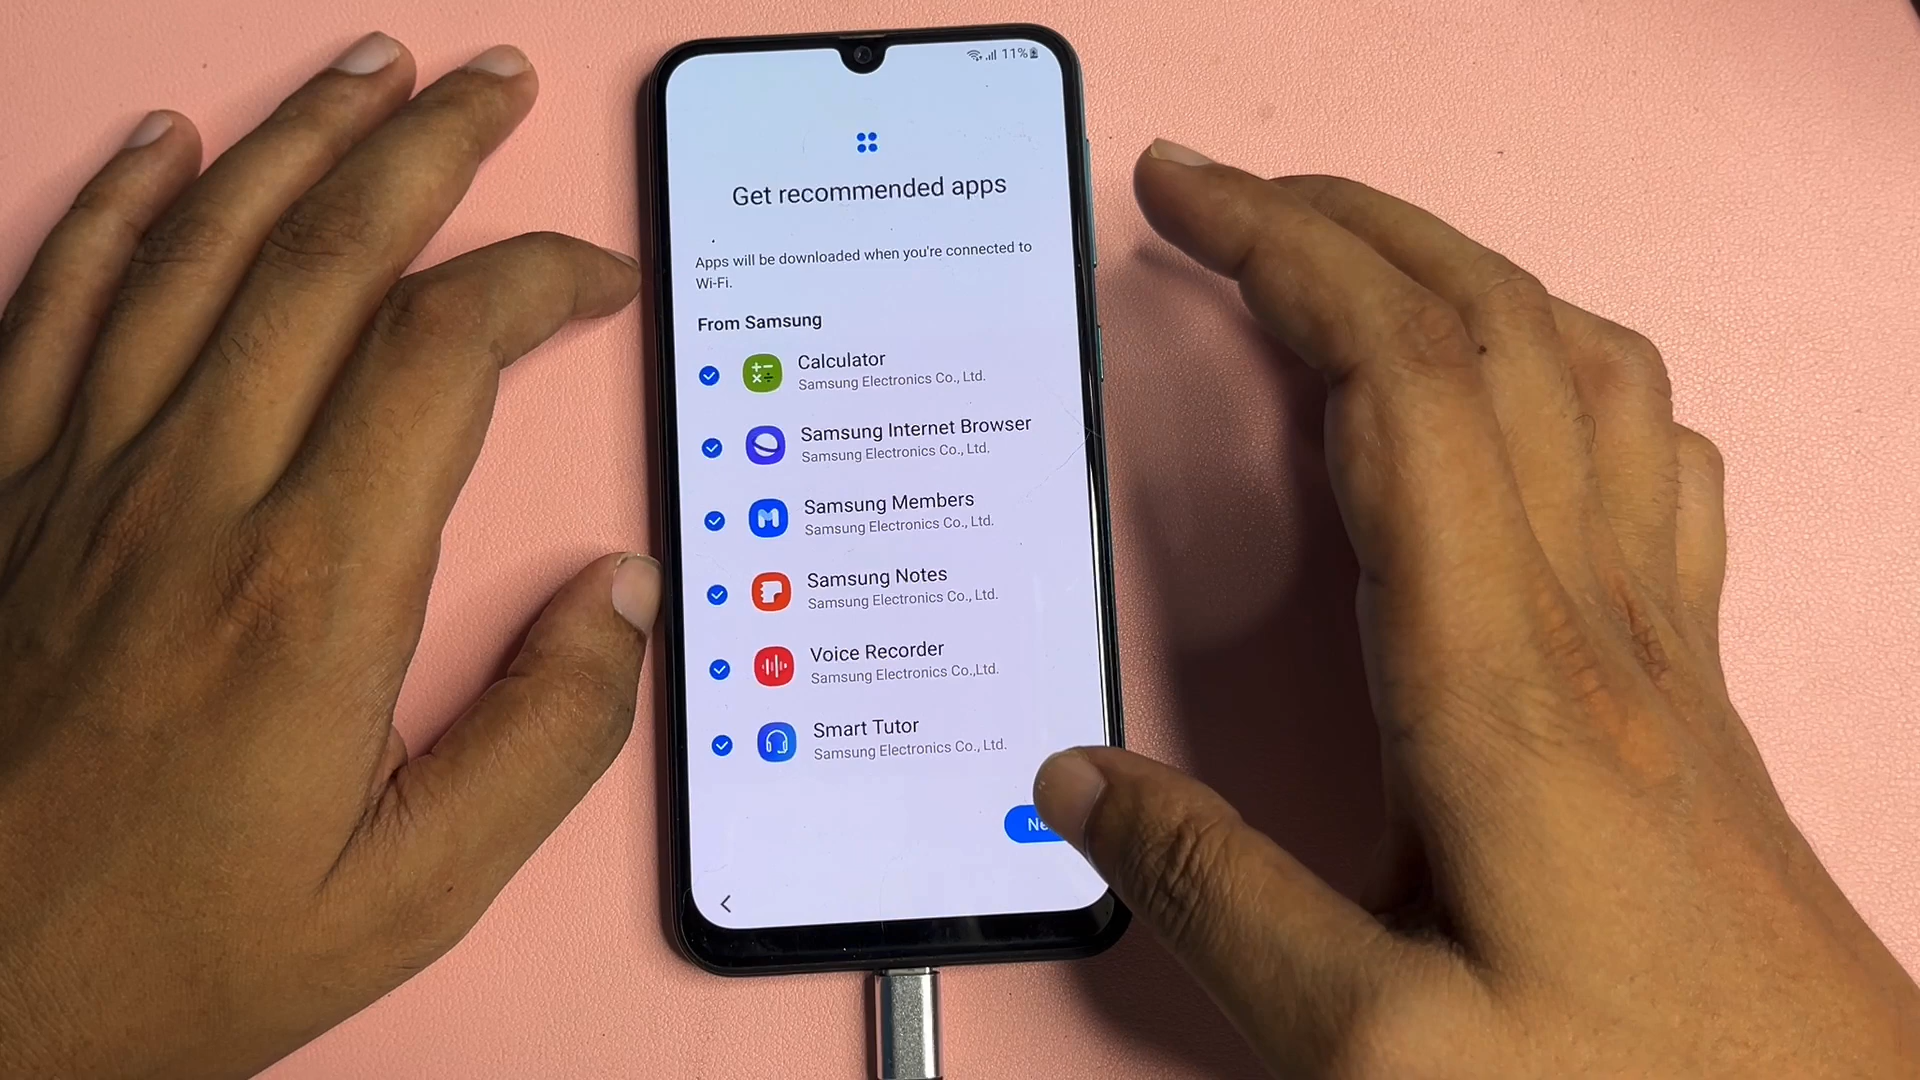 11%
Get recommended apps
Apps will be downloaded when you're connected to
Wi-Fi.
From Samsung
Calculator
Samsung Electronics Co., Ltd.
Samsung Internet Browser
Samsung Electronics Co., Ltd.
Samsung Members
Samsung Electronics Co., Ltd.
Samsung Notes
Samsung Electronics Co., Ltd.
Voice Recorder
Samsung Electronics Co.,Ltd.
Smart Tutor
Samsung Electronics Co., Ltd.